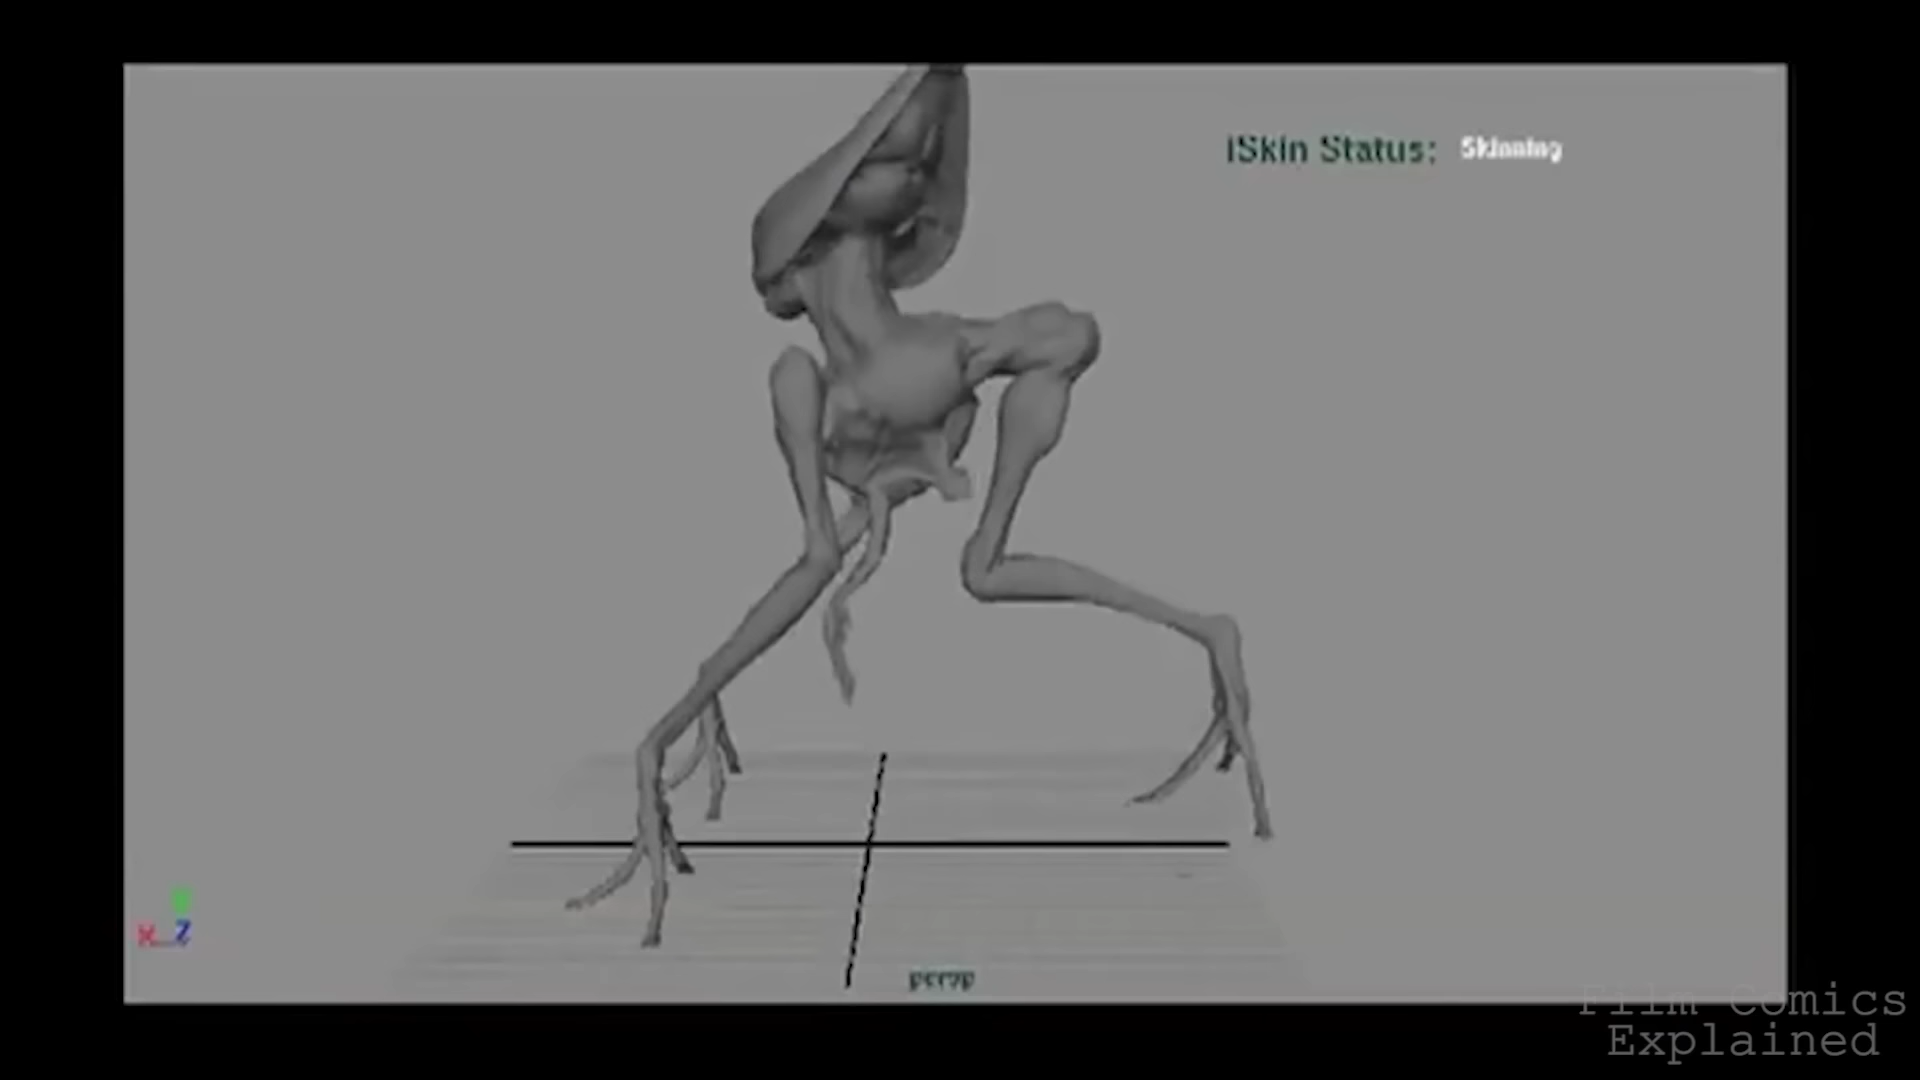 iSkin Status: Skinning
X Z
persp
Film Comics
Explained